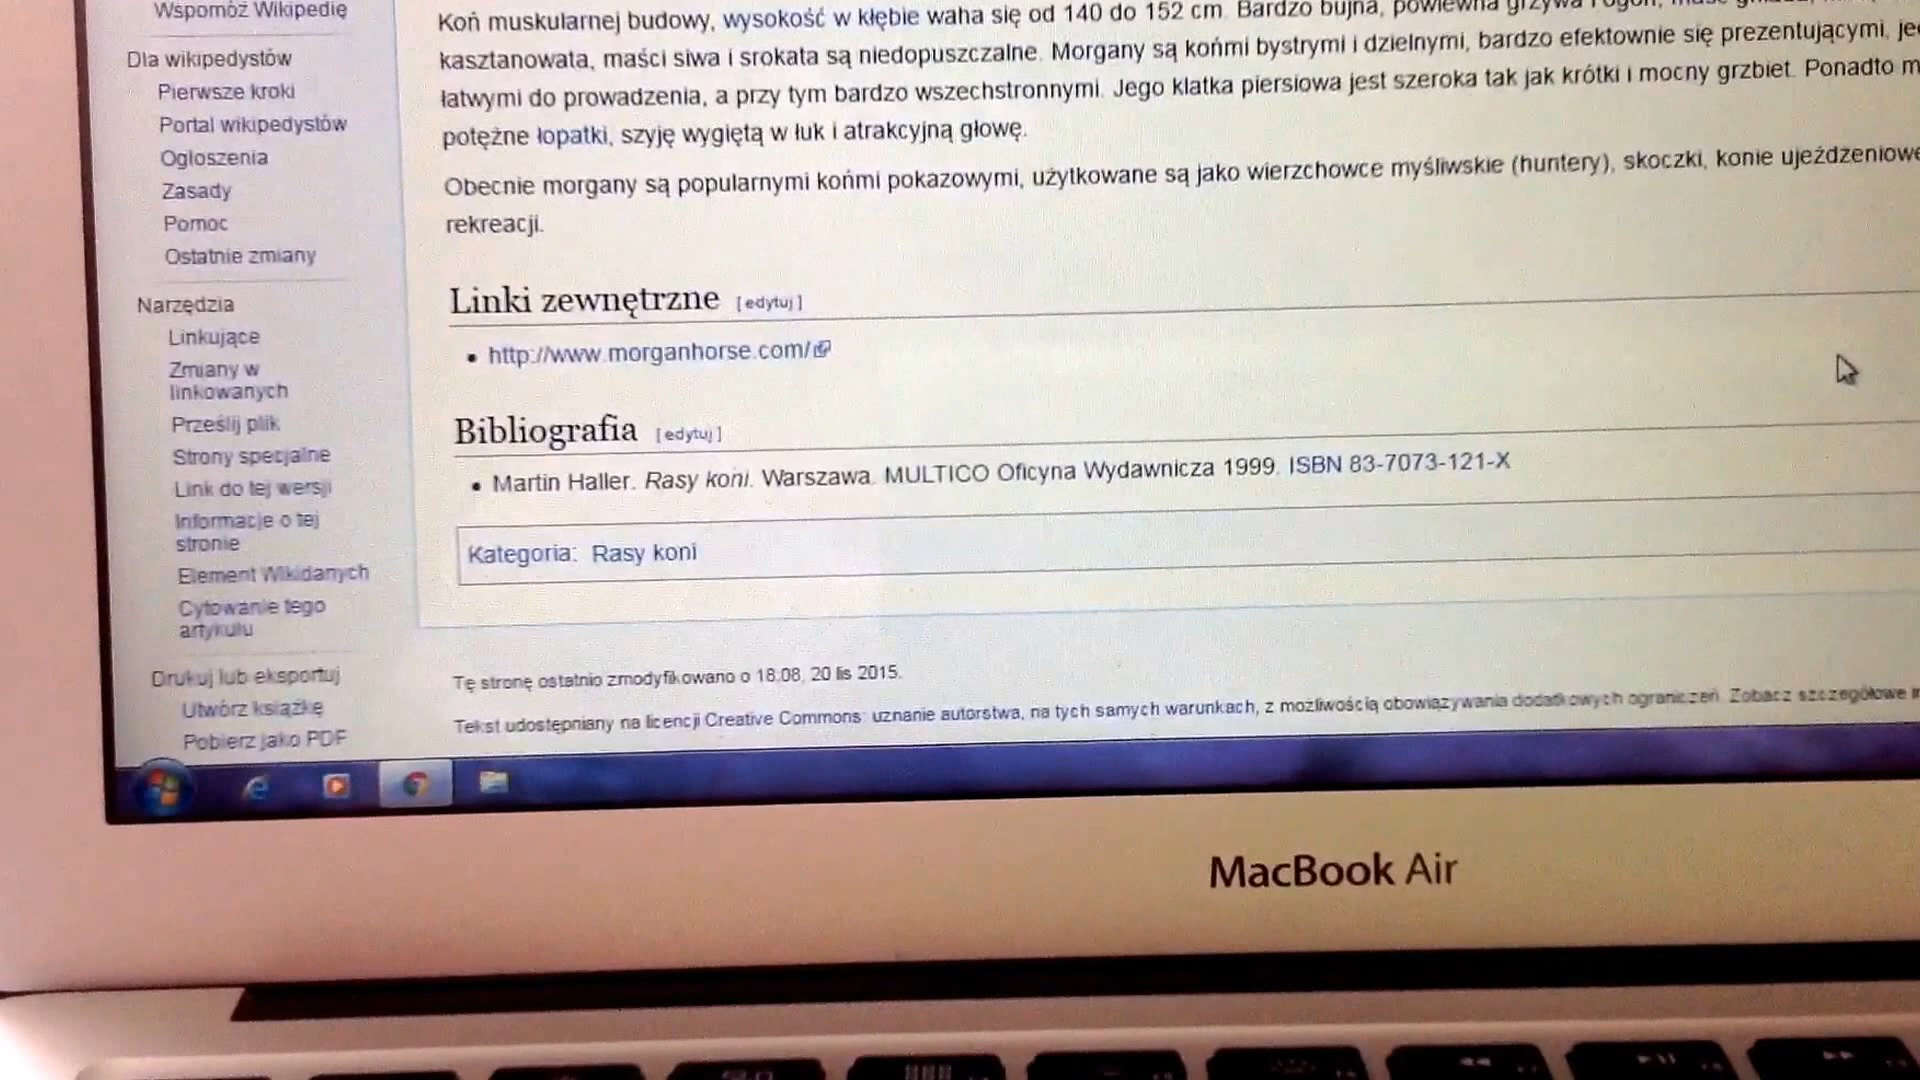 Wspomóż Wikipedię
Dla wikipedystów
Pierwsze kroki
Portal wikipedystów
Ogłoszenia
Zasady
Pomoc
Ostatnie zmiany
Narzędzia
Linkujące
Zmiany w
linkowanych
Prześlij plik
Strony specjalne
Link do tej wersji
Informacje o tej
stronie
Element Wikidanych
Cytowanie tego
artykułu
Drukuj lub eksportuj
Utwórz książkę
Pobierz jako PDF
Koń muskularnej budowy, wysokość w kłębie waha się od 140 do 152 cm. Bardzo bujna, powiewna grzywa i ogon,
kasztanowata, maści siwa i srokata są niedopuszczalne. Morgany są końmi bystrymi i dzielnymi, bardzo efektownie się prezentującymi,
łatwymi do prowadzenia, a przy tym bardzo wszechstronnymi. Jego klatka piersiowa jest szeroka tak jak krótki i mocny grzbiet. Ponadto
potężne łopatki, szyję wygiętą w łuk i atrakcyjną głowę.
Obecnie morgany są popularnymi końmi pokazowymi, użytkowane są jako wierzchowce myśliwskie (huntery), skoczki, konie ujeżdżeniowe
rekreacji.
Linki zewnętrzne [edytuj]
• http://www.morganhorse.com/
Bibliografia [edytuj]
• Martin Haller. Rasy koni. Warszawa. MULTICO Oficyna Wydawnicza 1999. ISBN 83-7073-121-X
Kategoria: Rasy koni
Tę stronę ostatnio zmodyfikowano o 18:08, 20 lis 2015.
Tekst udostępniany na licencji Creative Commons: uznanie autorstwa, na tych samych warunkach, z możliwością obowiązywania dodatkowych ograniczeń. Zobacz szczegółowe
MacBook Air